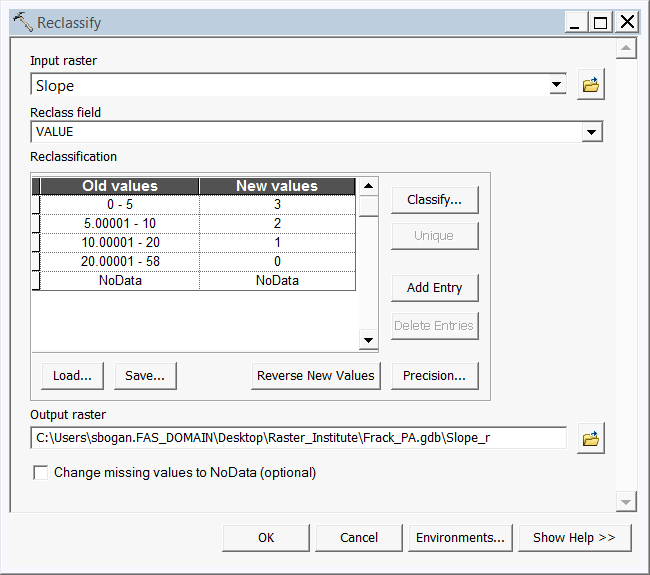 Reclassify
Input raster
Slope
Reclass field
VALUE
Reclassification
Old values New values
0 - 5 3
5.00001 - 10 2
10.00001 - 20 1
20.00001 - 58 0
NoData NoData
Classify...
Unique
Add Entry
Delete Entries
Load... Save... Reverse New Values Precision...
Output raster
C:\Users\sbogan.FAS_DOMAIN\Desktop\Raster_Institute\Frack_PA.gdb\Slope_r
Change missing values to NoData (optional)
OK Cancel Environments... Show Help >>